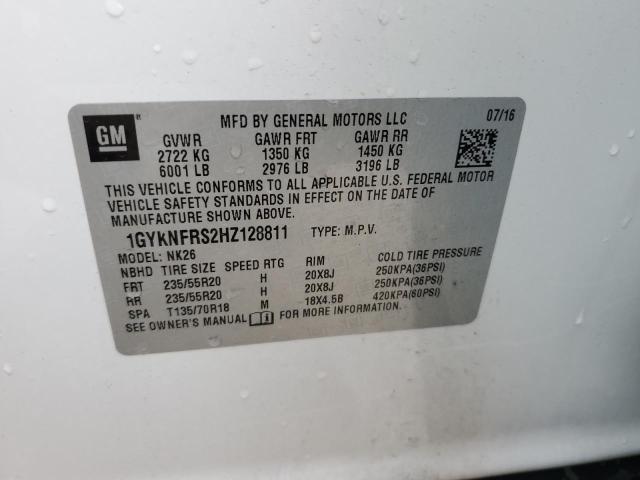 GM
MFD BY GENERAL MOTORS LLC 07/16
GVWR GAWR FRT GAWR RR
2722 KG 1350 KG 1450 KG
6001 LB 2976 LB 3196 LB
THIS VEHICLE CONFORMS TO ALL APPLICABLE U.S. FEDERAL MOTOR
VEHICLE SAFETY STANDARDS IN EFFECT ON THE DATE OF
MANUFACTURE SHOWN ABOVE.
1GYKNFRS2HZ128811 TYPE: M.P.V.
MODEL: NK26
NBHD TIRE SIZE SPEED RTG RIM COLD TIRE PRESSURE
FRT 235/55R20 H 20X8J 250KPA(36PSI)
RR 235/55R20 H 20X8J 250KPA(36PSI)
SPA T135/70R18 M 18X4.5B 420KPA(60PSI)
SEE OWNER'S MANUAL FOR MORE INFORMATION.